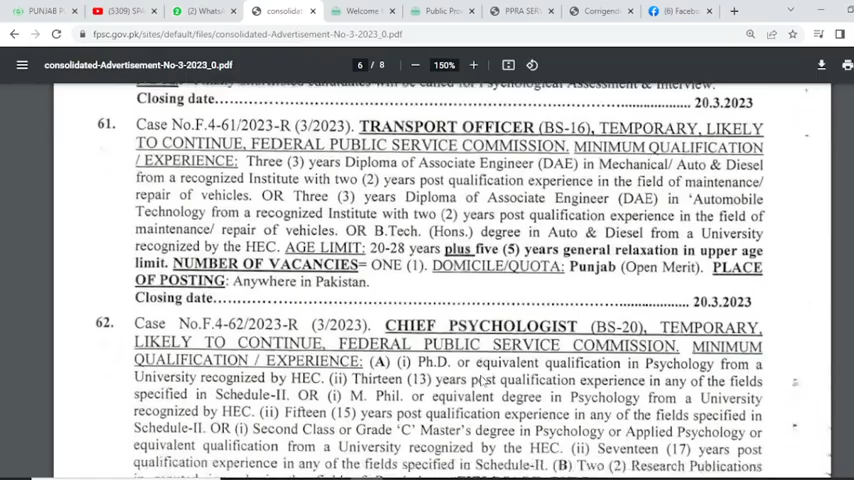 PUNJAB P
(5309) SPA
(2) WhatsA
consolidat
Welcome
Public Pro
PPRA SER
Corrigend
Faceb
fpsc.gov.pk/sites/default/files/consolidated-Advertisement-No-3-2023_0.pdf
consolidated-Advertisement-No-3-2023_0.pdf
6 / 8
150%
candidates will be called for Psychological Assessment & Interview.
Closing date………………………………………………………………………… 20.3.2023
61. Case No.F.4-61/2023-R (3/2023). TRANSPORT OFFICER (BS-16), TEMPORARY, LIKELY
TO CONTINUE, FEDERAL PUBLIC SERVICE COMMISSION. MINIMUM QUALIFICATION
/ EXPERIENCE: Three (3) years Diploma of Associate Engineer (DAE) in Mechanical/ Auto & Diesel
from a recognized Institute with two (2) years post qualification experience in the field of maintenance/
repair of vehicles. OR Three (3) years Diploma of Associate Engineer (DAE) in 'Automobile
Technology from a recognized Institute with two (2) years post qualification experience in the field of
maintenance/ repair of vehicles. OR B.Tech. (Hons.) degree in Auto & Diesel from a University
recognized by the HEC. AGE LIMIT: 20-28 years plus five (5) years general relaxation in upper age
limit. NUMBER OF VACANCIES= ONE (1). DOMICILE/QUOTA: Punjab (Open Merit). PLACE
OF POSTING: Anywhere in Pakistan.
Closing date………………………………………………………………………… 20.3.2023
62. Case No.F.4-62/2023-R (3/2023). CHIEF PSYCHOLOGIST (BS-20), TEMPORARY,
LIKELY TO CONTINUE, FEDERAL PUBLIC SERVICE COMMISSION. MINIMUM
QUALIFICATION / EXPERIENCE: (A) (i) Ph.D. or equivalent qualification in Psychology from a
University recognized by HEC. (ii) Thirteen (13) years post qualification experience in any of the fields
specified in Schedule-II. OR (i) M. Phil. or equivalent degree in Psychology from a University
recognized by HEC. (ii) Fifteen (15) years post qualification experience in any of the fields specified in
Schedule-II. OR (i) Second Class or Grade 'C' Master's degree in Psychology or Applied Psychology or
equivalent qualification from a University recognized by the HEC. (ii) Seventeen (17) years post
qualification experience in any of the fields specified in Schedule-II. (B) Two (2) Research Publications